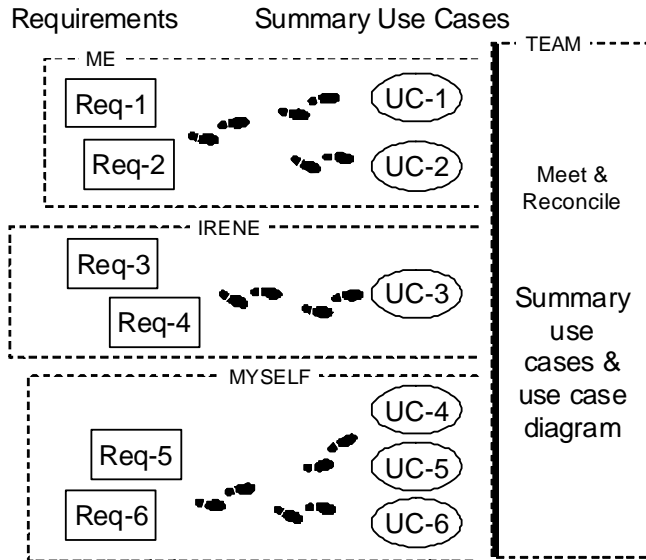 Requirements
Summary Use Cases
TEAM
ME
Req-1
UC-1
Req-2
UC-2
Meet &
Reconcile
IRENE
Req-3
UC-3
Req-4
Summary
use
cases &
use case
diagram
MYSELF
UC-4
Req-5
UC-5
Req-6
UC-6